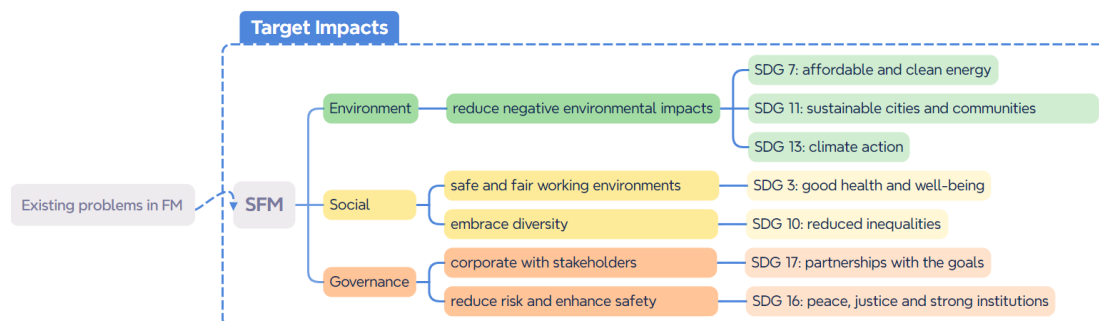 Target Impacts
Existing problems in FM
SFM
Environment
reduce negative environmental impacts
SDG 7: affordable and clean energy
SDG 11: sustainable cities and communities
SDG 13: climate action
Social
safe and fair working environments
SDG 3: good health and well-being
embrace diversity
SDG 10: reduced inequalities
Governance
corporate with stakeholders
SDG 17: partnerships with the goals
reduce risk and enhance safety
SDG 16: peace, justice and strong institutions